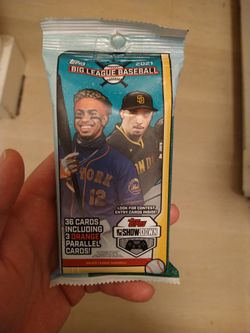 Topps
2021
BIG LEAGUE BASEBALL
YORK
12
LOOK FOR CONTEST
ENTRY CARDS INSIDE!
36 CARDS
INCLUDING
3 ORANGE
PARALLEL
CARDS!
Topps
SHOWDOWN